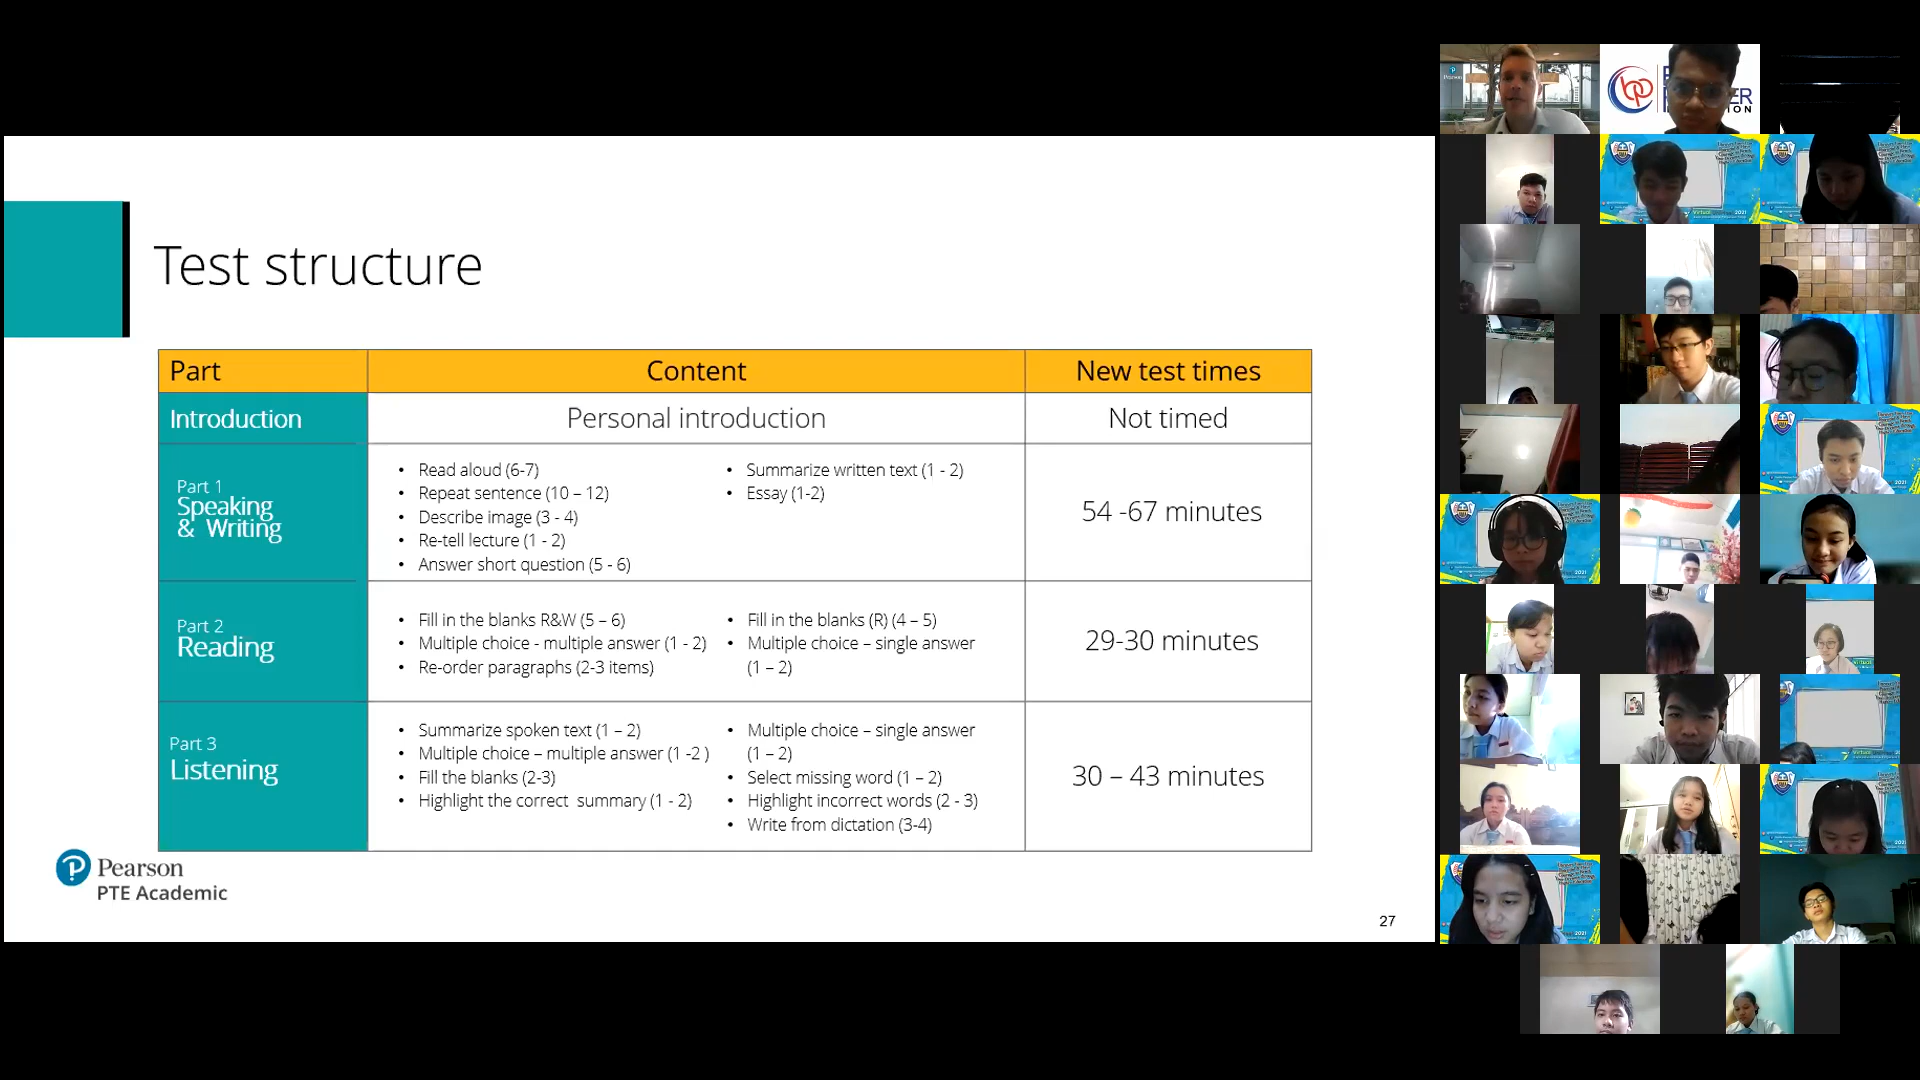 Test structure
Part Content New test times
Introduction Personal introduction Not timed
Part 1
Speaking
& Writing
• Read aloud (6-7)
• Repeat sentence (10 – 12)
• Describe image (3 - 4)
• Re-tell lecture (1 - 2)
• Answer short question (5 - 6)
• Summarize written text (1 - 2)
• Essay (1-2)
54 -67 minutes
Part 2
Reading
• Fill in the blanks R&W (5 – 6)
• Multiple choice - multiple answer (1 - 2)
• Re-order paragraphs (2-3 items)
• Fill in the blanks (R) (4 – 5)
• Multiple choice – single answer
(1 – 2)
29-30 minutes
Part 3
Listening
• Summarize spoken text (1 – 2)
• Multiple choice – multiple answer (1 -2 )
• Fill the blanks (2-3)
• Highlight the correct summary (1 - 2)
• Multiple choice – single answer
(1 – 2)
• Select missing word (1 – 2)
• Highlight incorrect words (2 - 3)
• Write from dictation (3-4)
30 – 43 minutes
Pearson
PTE Academic
27